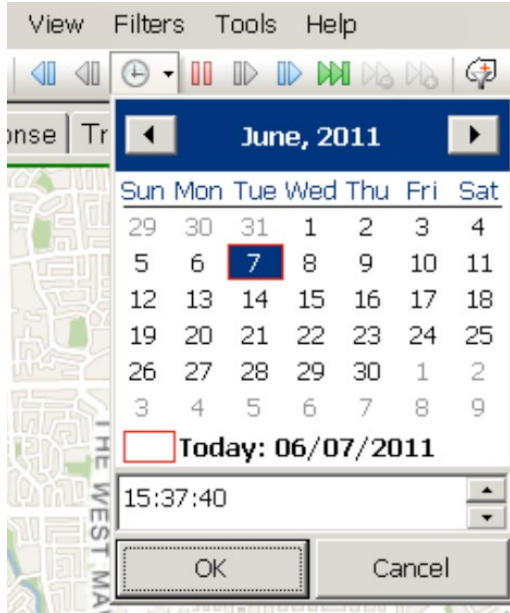 View Filters Tools Help
onse Tr
June, 2011
Sun Mon Tue Wed Thu Fri Sat
29 30 31 1 2 3 4
5 6 7 8 9 10 11
12 13 14 15 16 17 18
19 20 21 22 23 24 25
26 27 28 29 30 1 2
3 4 5 6 7 8 9
Today: 06/07/2011
15:37:40
OK Cancel
THE WEST MA